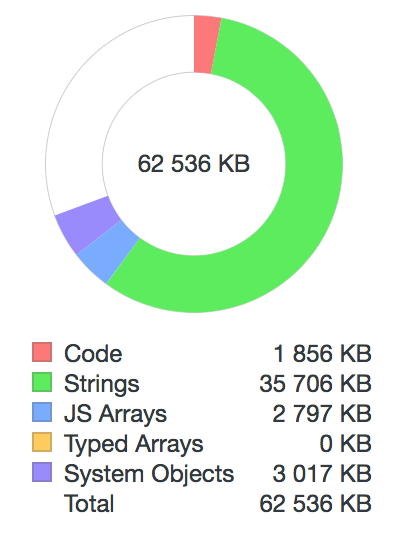 62 536 KB
Code 1 856 KB
Strings 35 706 KB
JS Arrays 2 797 KB
Typed Arrays 0 KB
System Objects 3 017 KB
Total 62 536 KB